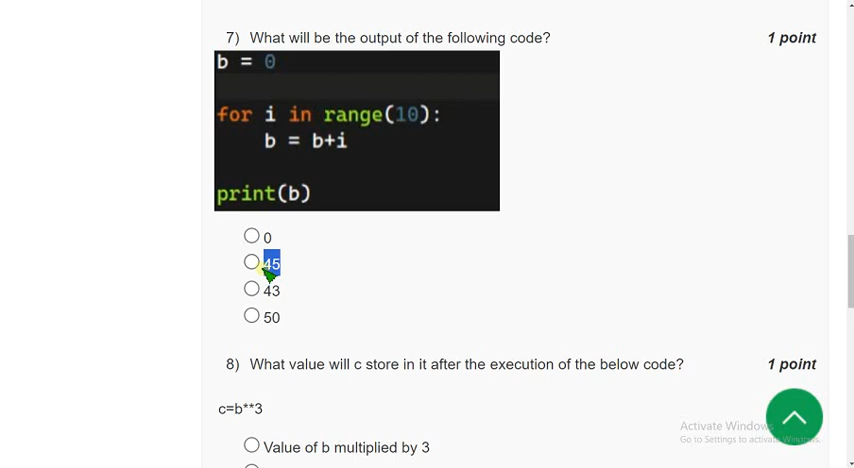 7) What will be the output of the following code?
1 point
b = 0
for i in range(10):
b = b+i
print(b)
0
45
43
50
8) What value will c store in it after the execution of the below code?
1 point
c=b**3
Value of b multiplied by 3
Activate Windows
Go to Settings to activate Windows.